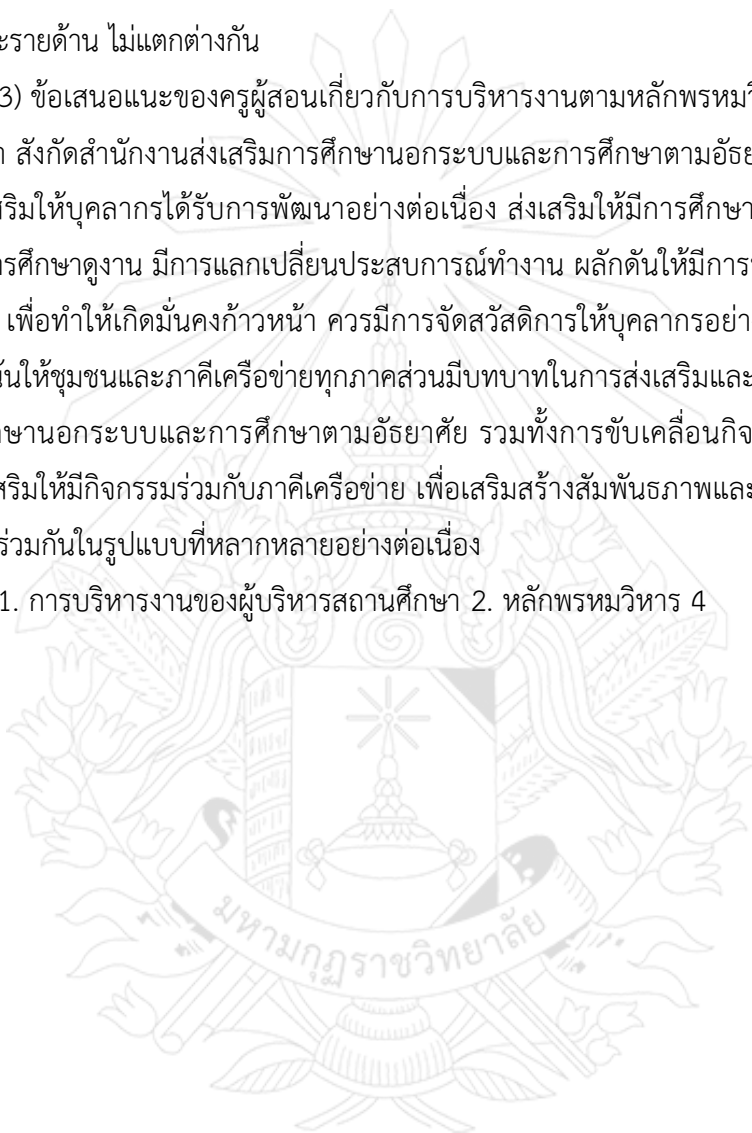 ะรายด้าน ไม่แตกต่างกัน
3) ข้อเสนอแนะของครูผู้สอนเกี่ยวกับการบริหารงานตามหลักพรหมวิ
สังกัดสำนักงานส่งเสริมการศึกษานอกระบบและการศึกษาตามอัธย
สริมให้บุคลากรได้รับการพัฒนาอย่างต่อเนื่อง ส่งเสริมให้มีการศึกษา
ารศึกษาดูงาน มีการแลกเปลี่ยนประสบการณ์ทำงาน ผลักดันให้มีการ
เพื่อทำให้เกิดมั่นคงก้าวหน้า ควรมีการจัดสวัสดิการให้บุคลากรอย่า
ันให้ชุมชนและภาคีเครือข่ายทุกภาคส่วนมีบทบาทในการส่งเสริมและ
ษานอกระบบและการศึกษาตามอัธยาศัย รวมทั้งการขับเคลื่อนกิจ
สริมให้มีกิจกรรมร่วมกับภาคีเครือข่าย เพื่อเสริมสร้างสัมพันธภาพและ
ร่วมกันในรูปแบบที่หลากหลายอย่างต่อเนื่อง
1. การบริหารงานของผู้บริหารสถานศึกษา 2. หลักพรหมวิหาร 4
มหามกุฏราชวิทยาลัย